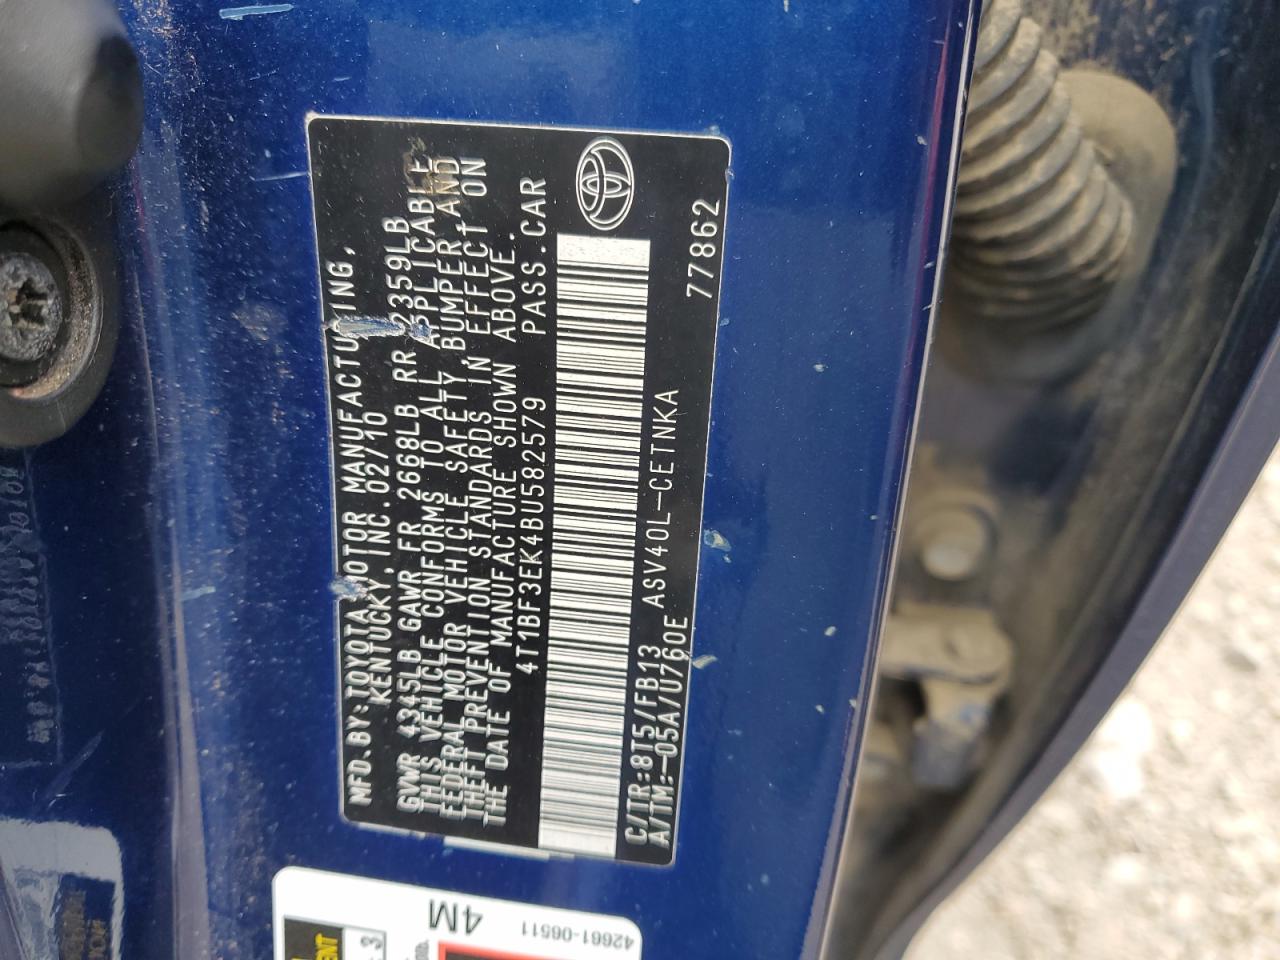 MFD.BY:TOYOTA MOTOR MANUFACTURING,
KENTUCKY,INC.02/10
GVWR 4345LB GAWR FR 2668LB RR 2359LB
THIS VEHICLE CONFORMS TO ALL APPLICABLE
FEDERAL MOTOR VEHICLE SAFETY,BUMPER,AND
THEFT PREVENTION STANDARDS IN EFFECT ON
THE DATE OF MANUFACTURE SHOWN ABOVE.
4T1BF3EK4BU582579 PASS.CAR
C/TR:8T5/FB13 ASV40L-CETNKA
A/TM:-05A/U760E
77862
4M
42661-06511